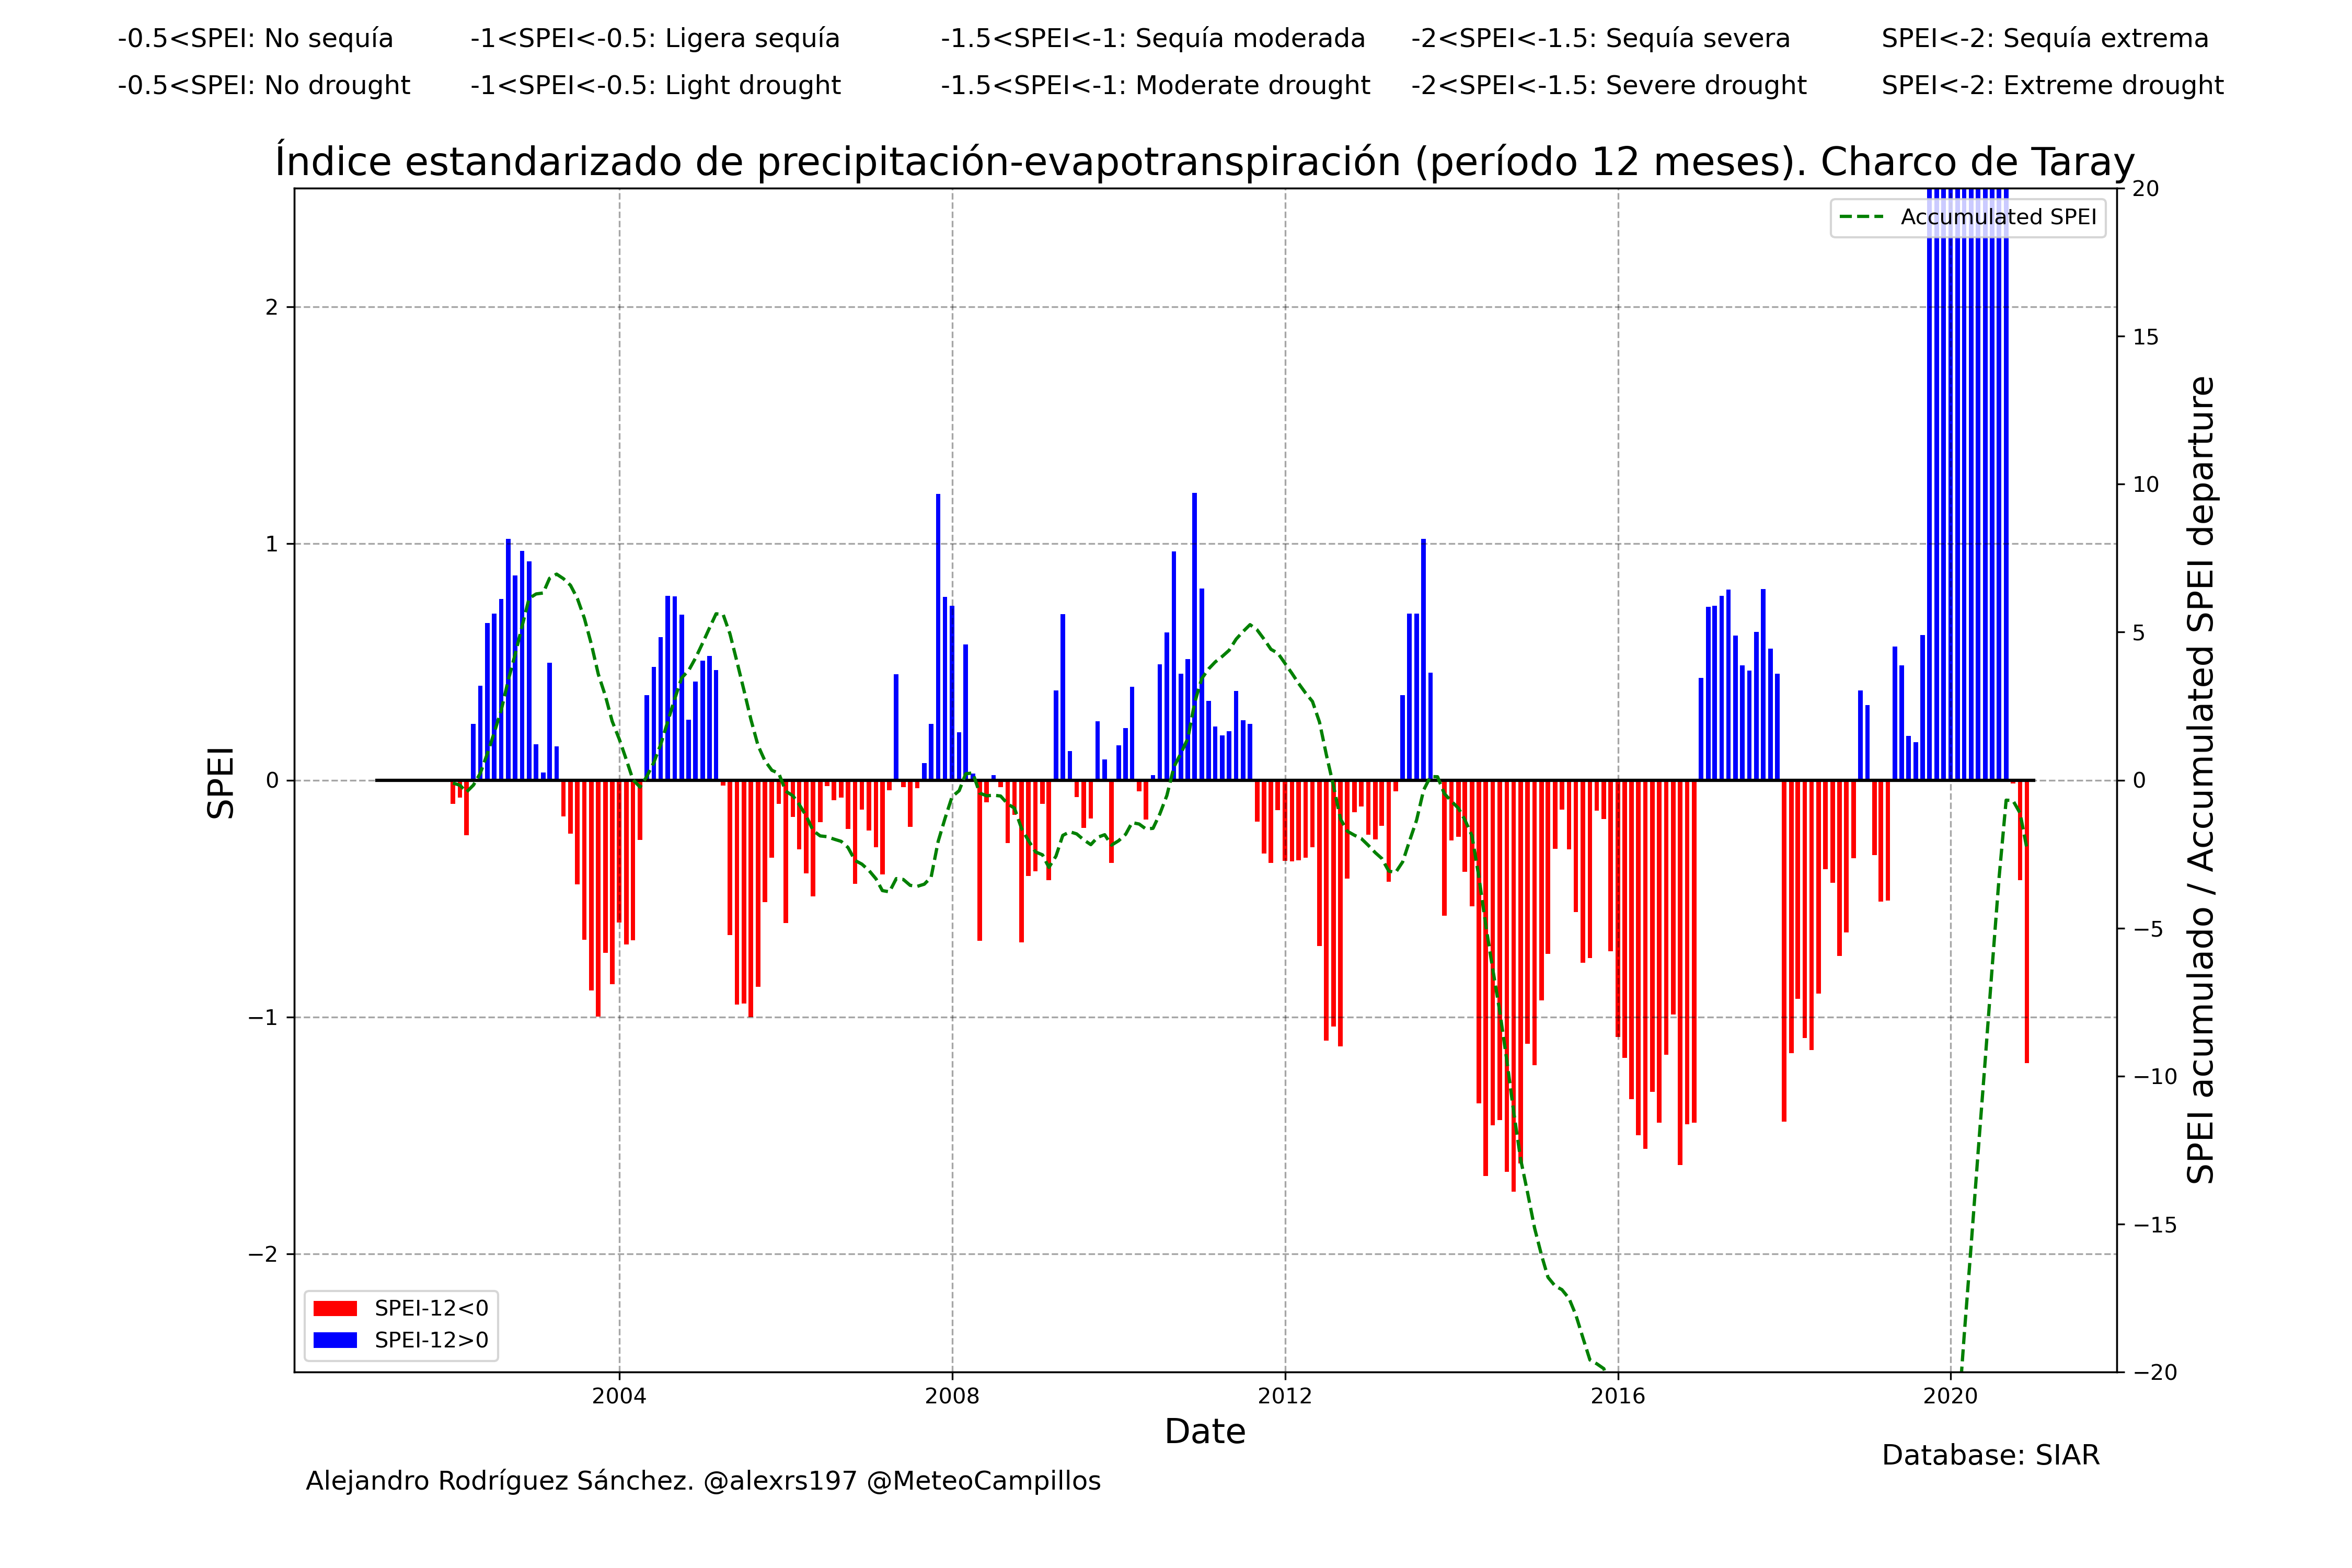 -0.5<SPEI: No sequía -1<SPEI<-0.5: Ligera sequía -1.5<SPEI<-1: Sequía moderada -2<SPEI<-1.5: Sequía severa SPEI<-2: Sequía extrema
-0.5<SPEI: No drought -1<SPEI<-0.5: Light drought -1.5<SPEI<-1: Moderate drought -2<SPEI<-1.5: Severe drought SPEI<-2: Extreme drought
Índice estandarizado de precipitación-evapotranspiración (período 12 meses). Charco de Taray
Accumulated SPEI
SPEI
2
1
0
−1
−2
20
15
10
5
0
−5
−10
−15
−20
SPEI acumulado / Accumulated SPEI departure
SPEI-12<0
SPEI-12>0
2004 2008 2012 2016 2020
Date
Database: SIAR
Alejandro Rodríguez Sánchez. @alexrs197 @MeteoCampillos